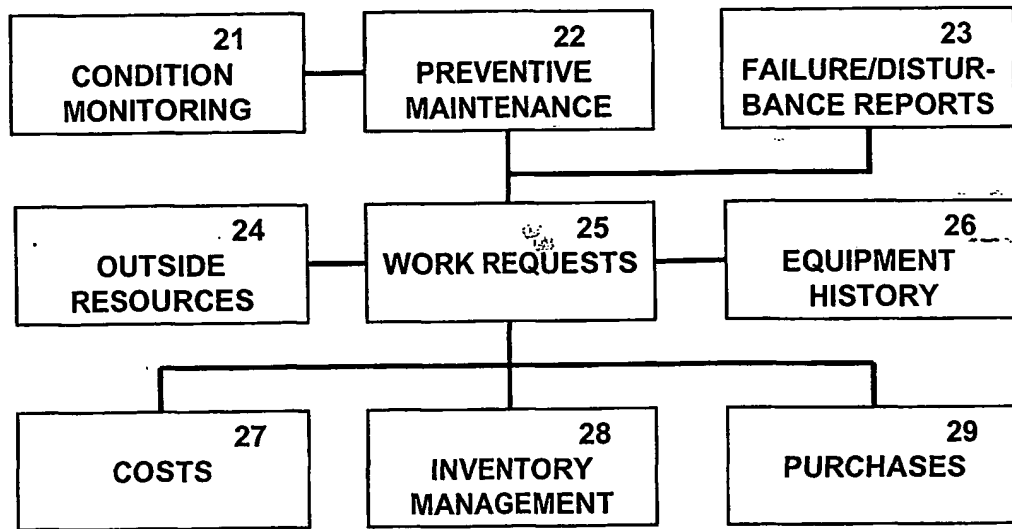 21
CONDITION
MONITORING
22
PREVENTIVE
MAINTENANCE
23
FAILURE/DISTUR-
BANCE REPORTS
24
OUTSIDE
RESOURCES
25
WORK REQUESTS
26
EQUIPMENT
HISTORY
27
COSTS
28
INVENTORY
MANAGEMENT
29
PURCHASES